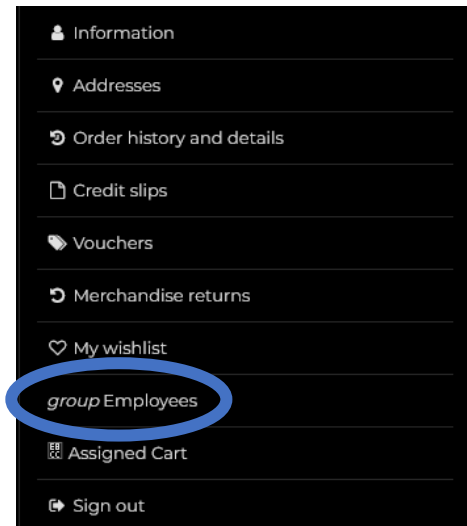 Information
Addresses
Order history and details
Credit slips
Vouchers
Merchandise returns
My wishlist
group Employees
Assigned Cart
Sign out